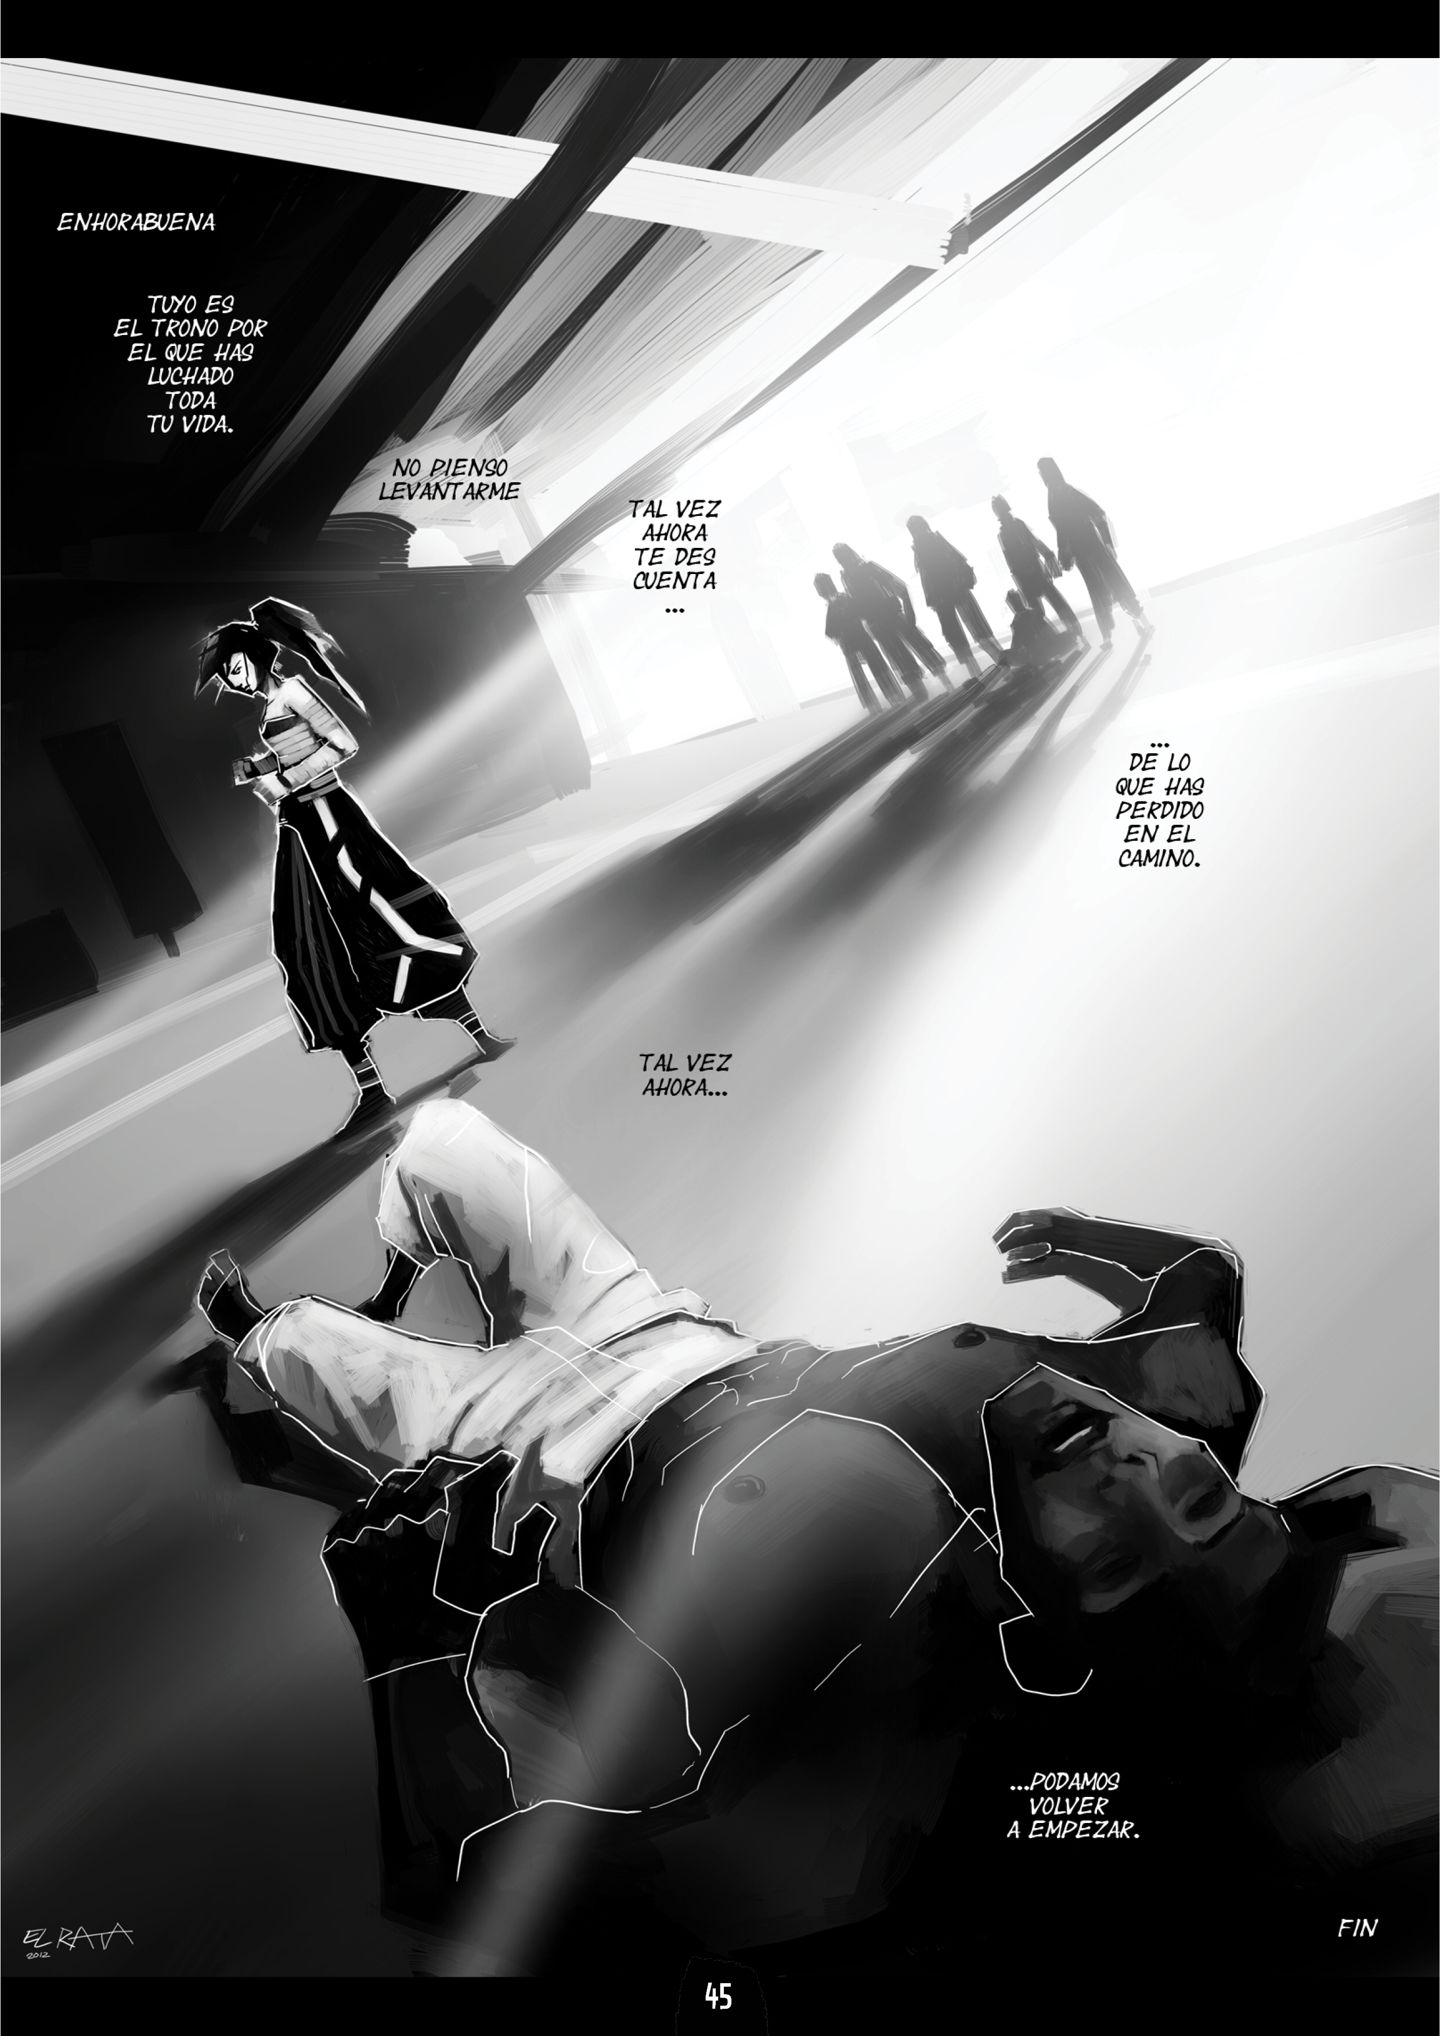 ENHORABUENA
TUYO ES
EL TRONO POR
EL QUE HAS
LUCHADO
TODA
TU VIDA.
NO PIENSO
LEVANTARME
TAL VEZ
AHORA
TE DES
CUENTA
...
...
DE LO
QUE HAS
PERDIDO
EN EL
CAMINO.
TAL VEZ
AHORA...
...PODAMOS
VOLVER
A EMPEZAR.
EL RATA
2012
FIN
45